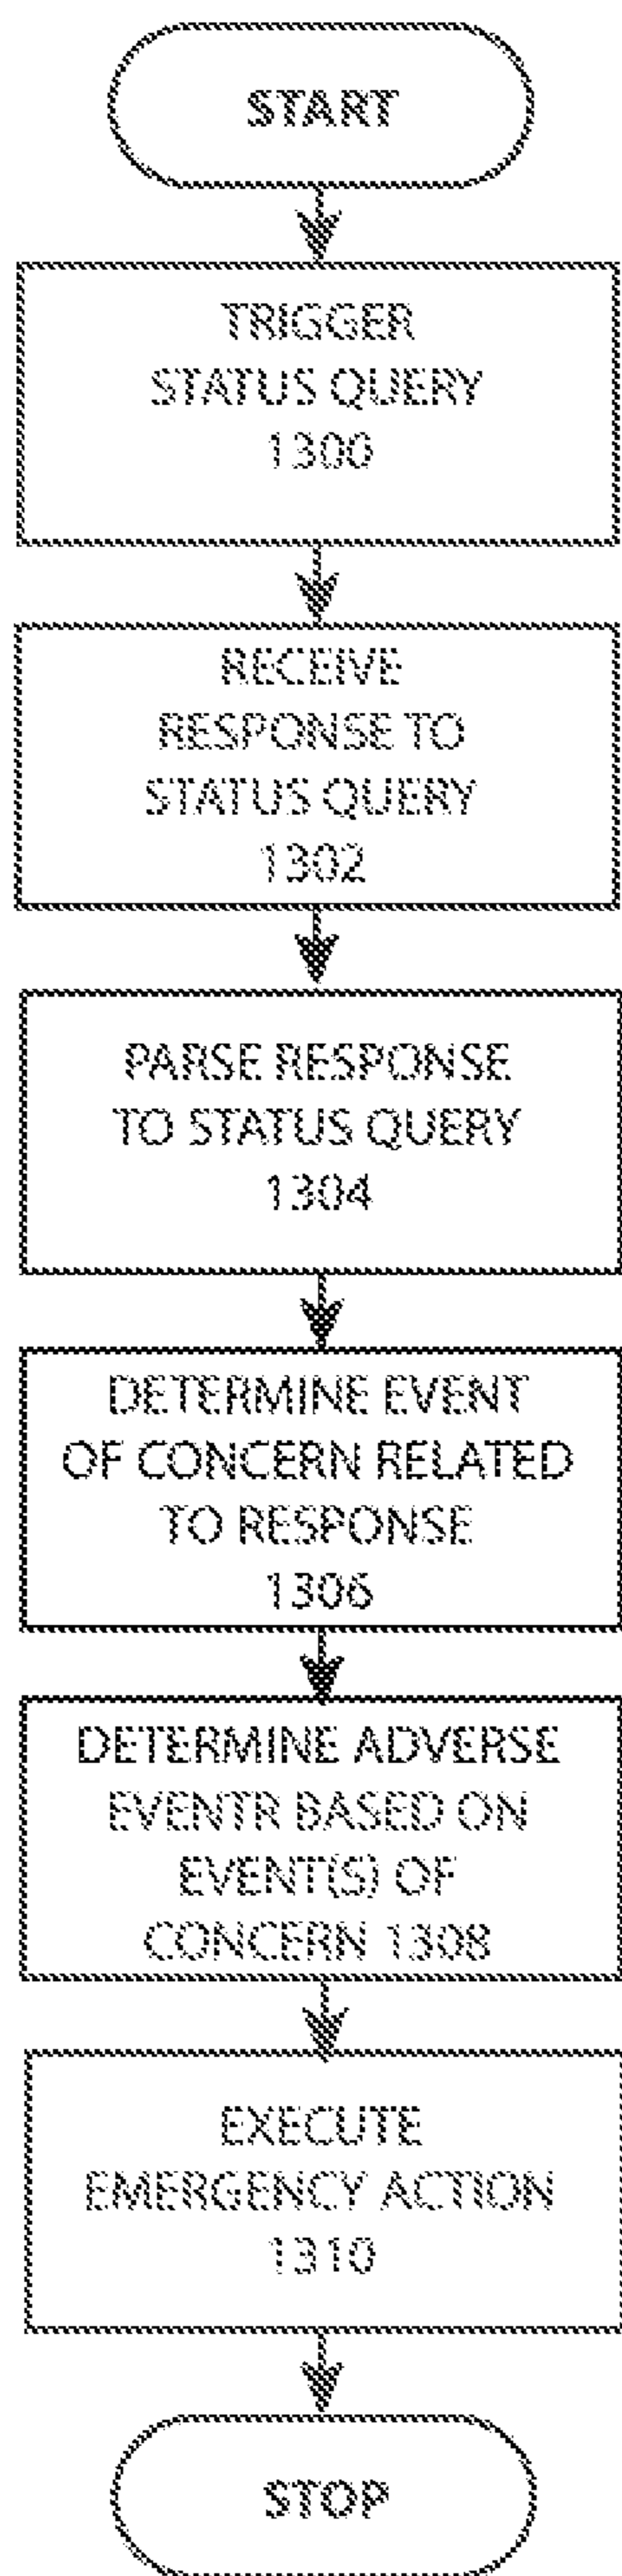 START
TRIGGER
STATUS QUERY
1300
RECEIVE
RESPONSE TO
STATUS QUERY
1302
PARSE RESPONSE
TO STATUS QUERY
1304
DETERMINE EVENT
OF CONCERN RELATED
TO RESPONSE
1306
DETERMINE ADVERSE
EVENTR BASED ON
EVENT(S) OF
CONCERN 1308
EXECUTE
EMERGENCY ACTION
1310
STOP